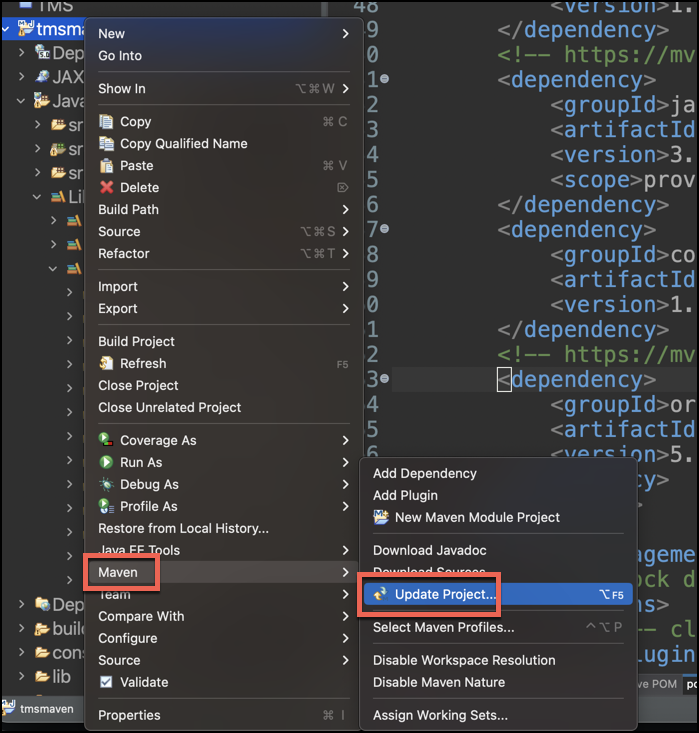 TMS
tmsma
Dep
JAX
Java
sr
sr
sr
Lil
Dep
build
cons
lib
tmsmaven
New
Go Into
Show In ⌥⌘W
Copy ⌘C
Copy Qualified Name
Paste ⌘V
Delete ⌦
Build Path
Source ⌥⌘S
Refactor ⌥⌘T
Import
Export
Build Project
Refresh F5
Close Project
Close Unrelated Project
Coverage As
Run As
Debug As
Profile As
Restore from Local History...
Java EE Tools
Maven
Team
Compare With
Configure
Source
Validate
Properties ⌘I
Add Dependency
Add Plugin
New Maven Module Project
Download Javadoc
Download Sources
Update Project... ⌥F5
Select Maven Profiles... ^⌥P
Disable Workspace Resolution
Disable Maven Nature
Assign Working Sets...
48 <version>1.
9 </dependency>
0 <!-- https://mv
1 <dependency>
2 <groupId>ja
3 <artifactId
4 <version>3.
5 <scope>prov
6 </dependency>
7 <dependency>
8 <groupId>co
9 <artifactId
0 <version>1.
1 </dependency>
2 <!-- https://mv
3 <dependency>
4 <groupId>or
5 <artifactId
6 <version>5.
cy>
>
ageme
ock d
ns>
-- cl
lugin
ve POM
po